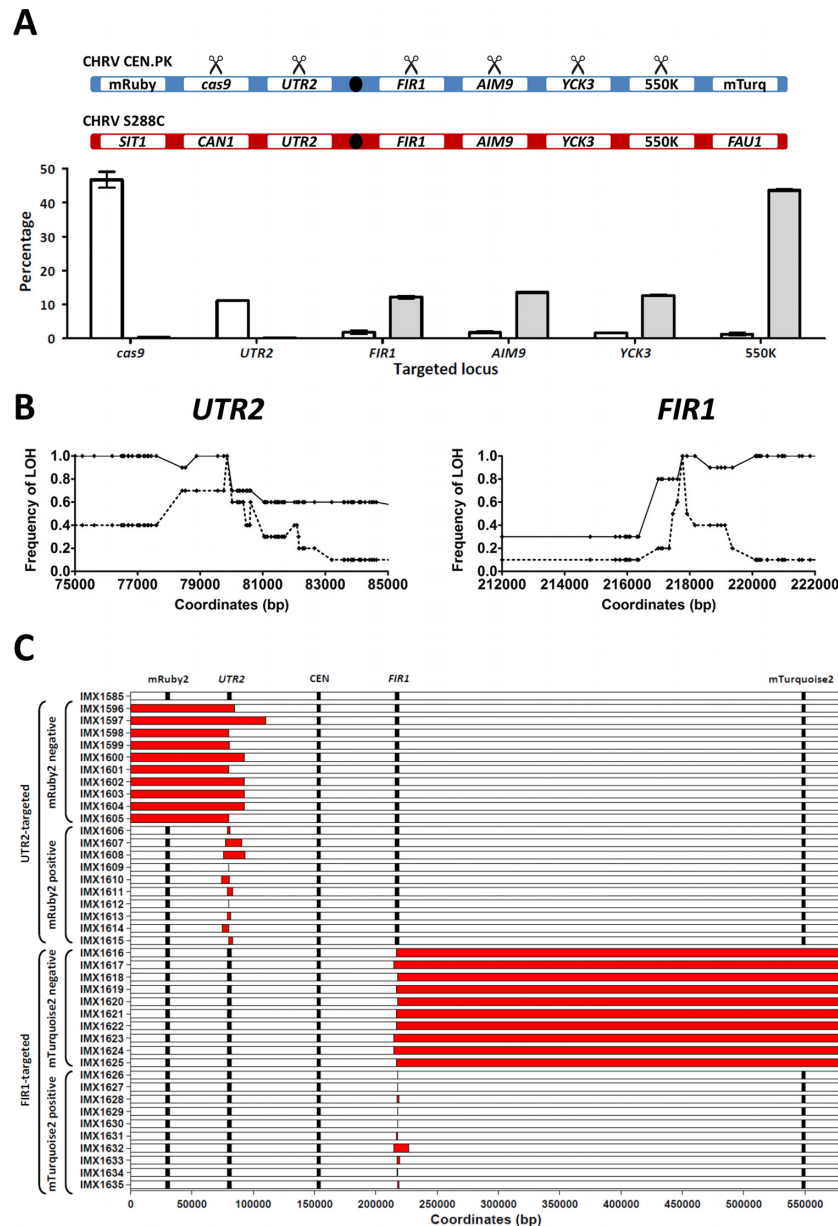 A
CHRV CEN.PK
mRuby cas9 UTR2 FIR1 AIM9 YCK3 550K mTurq
CHRV S288C
SIT1 CAN1 UTR2 FIR1 AIM9 YCK3 550K FAU1
Percentage
50
40
30
20
10
0
cas9 UTR2 FIR1 AIM9 YCK3 550K
Targeted locus
B
UTR2
Frequency of LOH
1.0
0.8
0.6
0.4
0.2
0.0
75000 77000 79000 81000 83000 85000
Coordinates (bp)
FIR1
Frequency of LOH
1.0
0.8
0.6
0.4
0.2
0.0
212000 214000 216000 218000 220000 222000
Coordinates (bp)
C
mRuby2 UTR2 CEN FIR1 mTurquoise2
UTR2-targeted
mRuby2 negative
mRuby2 positive
FIR1-targeted
mTurquoise2 negative
mTurquoise2 positive
IMX1585
IMX1596
IMX1597
IMX1598
IMX1599
IMX1600
IMX1601
IMX1602
IMX1603
IMX1604
IMX1605
IMX1606
IMX1607
IMX1608
IMX1609
IMX1610
IMX1611
IMX1612
IMX1613
IMX1614
IMX1615
IMX1616
IMX1617
IMX1618
IMX1619
IMX1620
IMX1621
IMX1622
IMX1623
IMX1624
IMX1625
IMX1626
IMX1627
IMX1628
IMX1629
IMX1630
IMX1631
IMX1632
IMX1633
IMX1634
IMX1635
0 50000 100000 150000 200000 250000 300000 350000 400000 450000 500000 550000
Coordinates (bp)